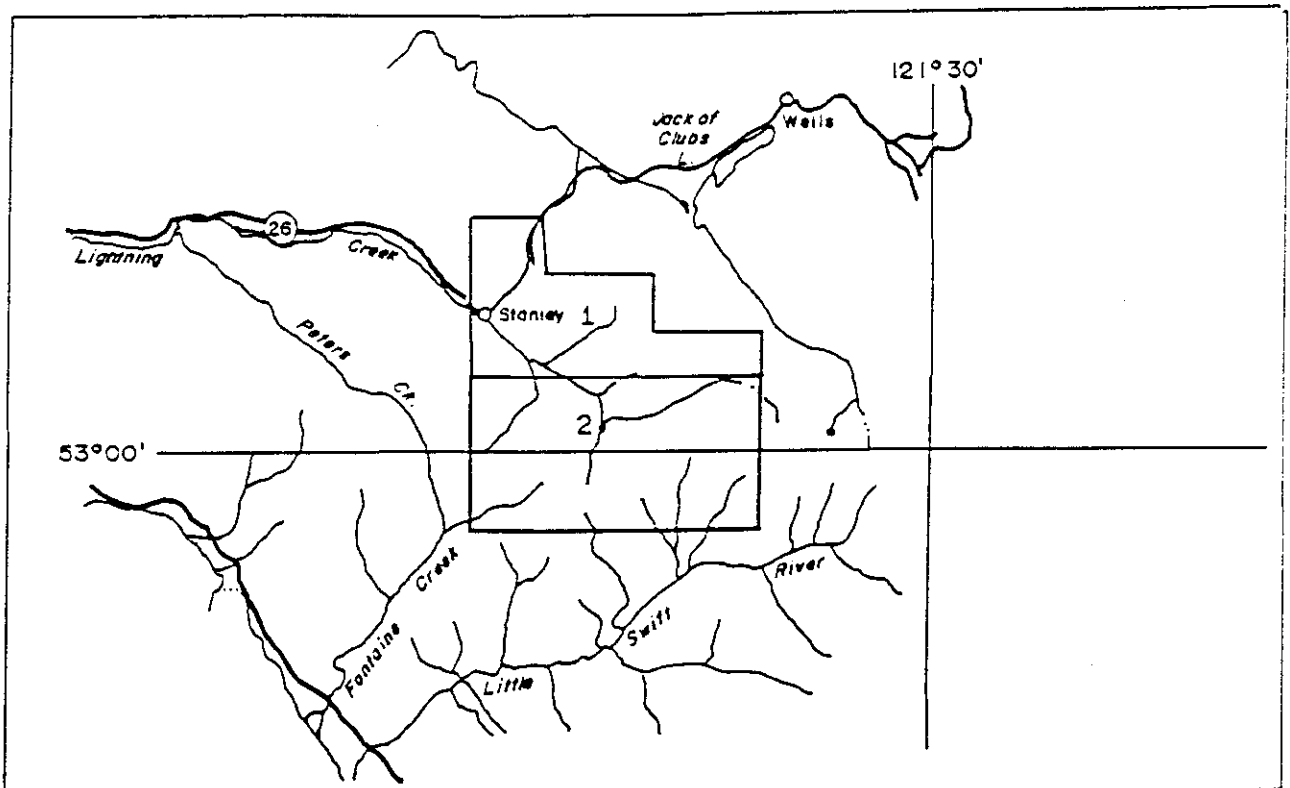 121°30'
Jack of
Clubs
L.
Wells
26
Lightning
Creek
Stanley
1
Peters
Ck.
2
53°00'
Creek
Fontaine
River
Swift
Little